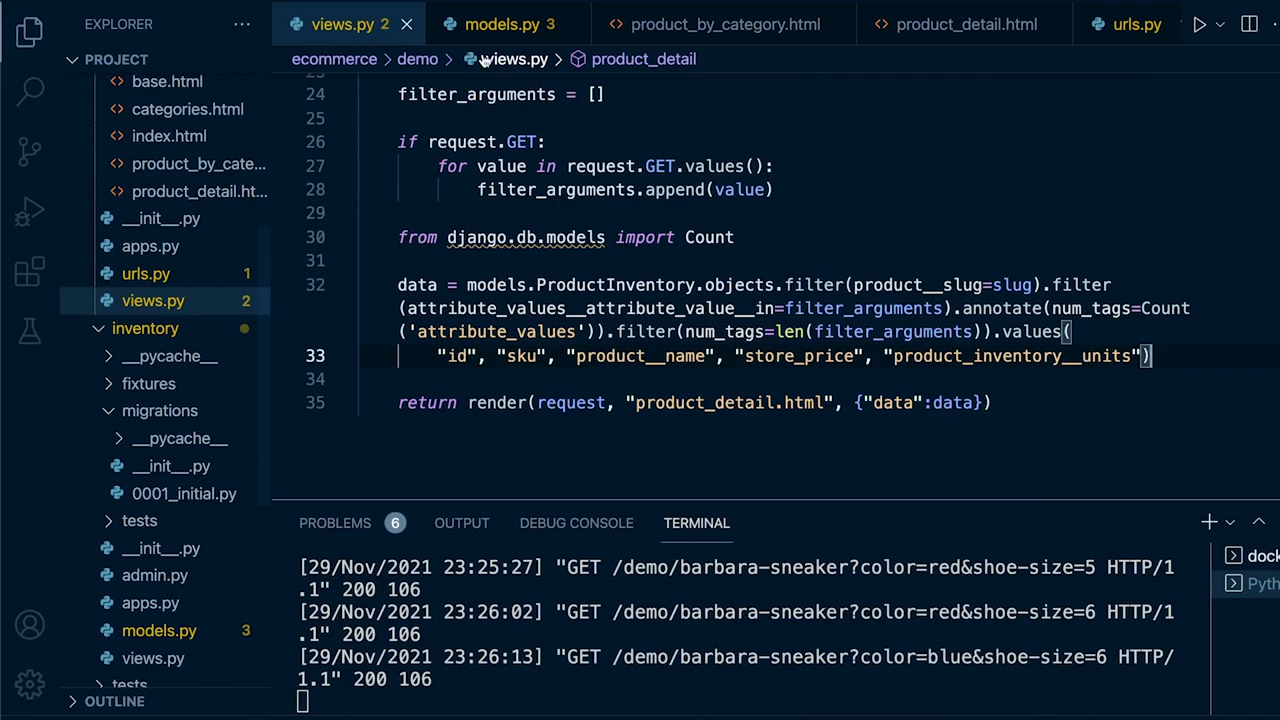 EXPLORER ···
views.py 2
models.py 3
product_by_category.html
product_detail.html
urls.py
PROJECT
ecommerce > demo > views.py > product_detail
base.html
categories.html
index.html
product_by_cate...
product_detail.ht...
__init__.py
apps.py
urls.py 1
views.py 2
inventory
__pycache__
fixtures
migrations
__pycache__
__init__.py
0001_initial.py
tests
__init__.py
admin.py
apps.py
models.py 3
views.py
tests
OUTLINE
23
24 filter_arguments = []
25
26 if request.GET:
27 for value in request.GET.values():
28 filter_arguments.append(value)
29
30 from django.db.models import Count
31
32 data = models.ProductInventory.objects.filter(product__slug=slug).filter
(attribute_values__attribute_value__in=filter_arguments).annotate(num_tags=Count
('attribute_values')).filter(num_tags=len(filter_arguments)).values(
33 "id", "sku", "product__name", "store_price", "product_inventory__units")
34
35 return render(request, "product_detail.html", {"data":data})
PROBLEMS 6 OUTPUT DEBUG CONSOLE TERMINAL
[29/Nov/2021 23:25:27] "GET /demo/barbara-sneaker?color=red&shoe-size=5 HTTP/1
.1" 200 106
[29/Nov/2021 23:26:02] "GET /demo/barbara-sneaker?color=red&shoe-size=6 HTTP/1
.1" 200 106
[29/Nov/2021 23:26:13] "GET /demo/barbara-sneaker?color=blue&shoe-size=6 HTTP/
1.1" 200 106
dock
Pyth